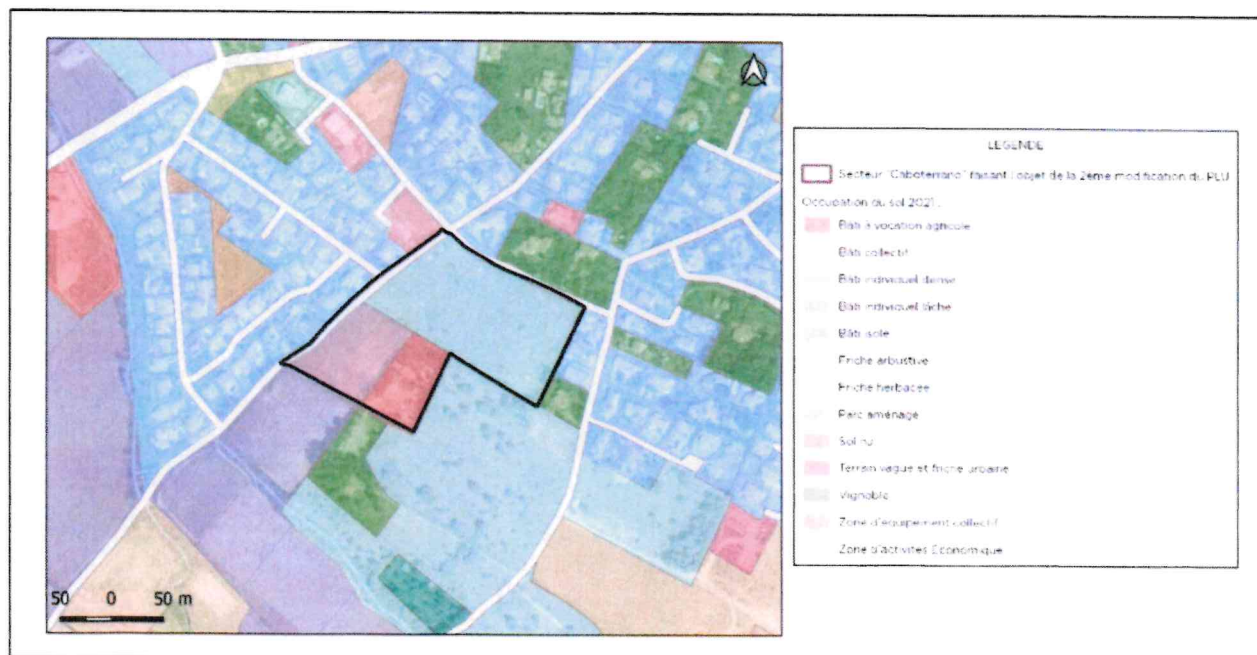 LEGENDE
Secteur "Caboterrano" faisant l'objet de la 2ème modification du PLU
Occupation du sol 2021 :
Bâti à vocation agricole
Bâti collectif
Bâti individuel dense
Bâti individuel lâche
Bâti isolé
Friche arbustive
Friche herbacée
Parc aménagé
Sol nu
Terrain vague et friche urbaine
Vignoble
Zone d'équipement collectif
Zone d'activités Economique
50 0 50 m